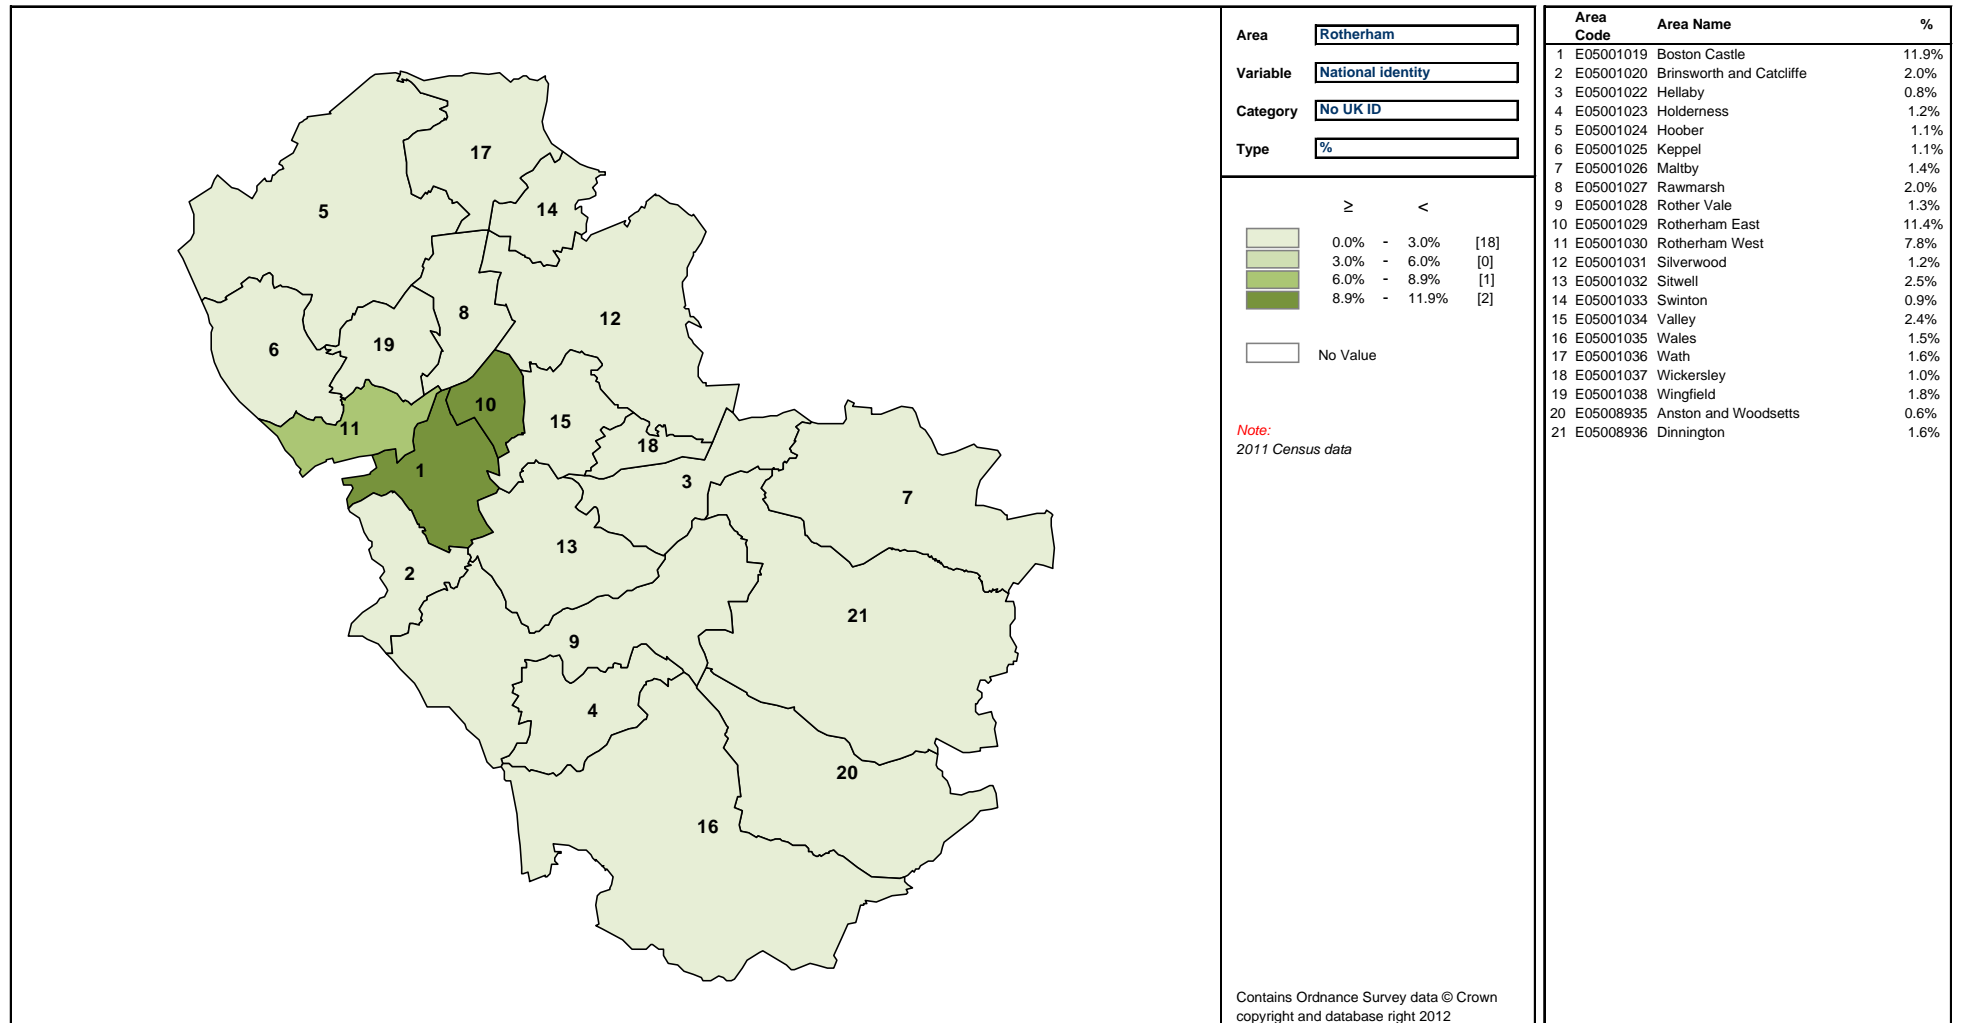 17
5
14
8
12
19
6
10
15
11
18
1
3
7
13
2
21
9
4
20
16
Area Rotherham
Variable National identity
Category No UK ID
Type %
≥ <
0.0% - 3.0% [18]
3.0% - 6.0% [0]
6.0% - 8.9% [1]
8.9% - 11.9% [2]
No Value
Note:
2011 Census data
Contains Ordnance Survey data © Crown
copyright and database right 2012
Area Code Area Name %
1 E05001019 Boston Castle 11.9%
2 E05001020 Brinsworth and Catcliffe 2.0%
3 E05001022 Hellaby 0.8%
4 E05001023 Holderness 1.2%
5 E05001024 Hoober 1.1%
6 E05001025 Keppel 1.1%
7 E05001026 Maltby 1.4%
8 E05001027 Rawmarsh 2.0%
9 E05001028 Rother Vale 1.3%
10 E05001029 Rotherham East 11.4%
11 E05001030 Rotherham West 7.8%
12 E05001031 Silverwood 1.2%
13 E05001032 Sitwell 2.5%
14 E05001033 Swinton 0.9%
15 E05001034 Valley 2.4%
16 E05001035 Wales 1.5%
17 E05001036 Wath 1.6%
18 E05001037 Wickersley 1.0%
19 E05001038 Wingfield 1.8%
20 E05008935 Anston and Woodsetts 0.6%
21 E05008936 Dinnington 1.6%